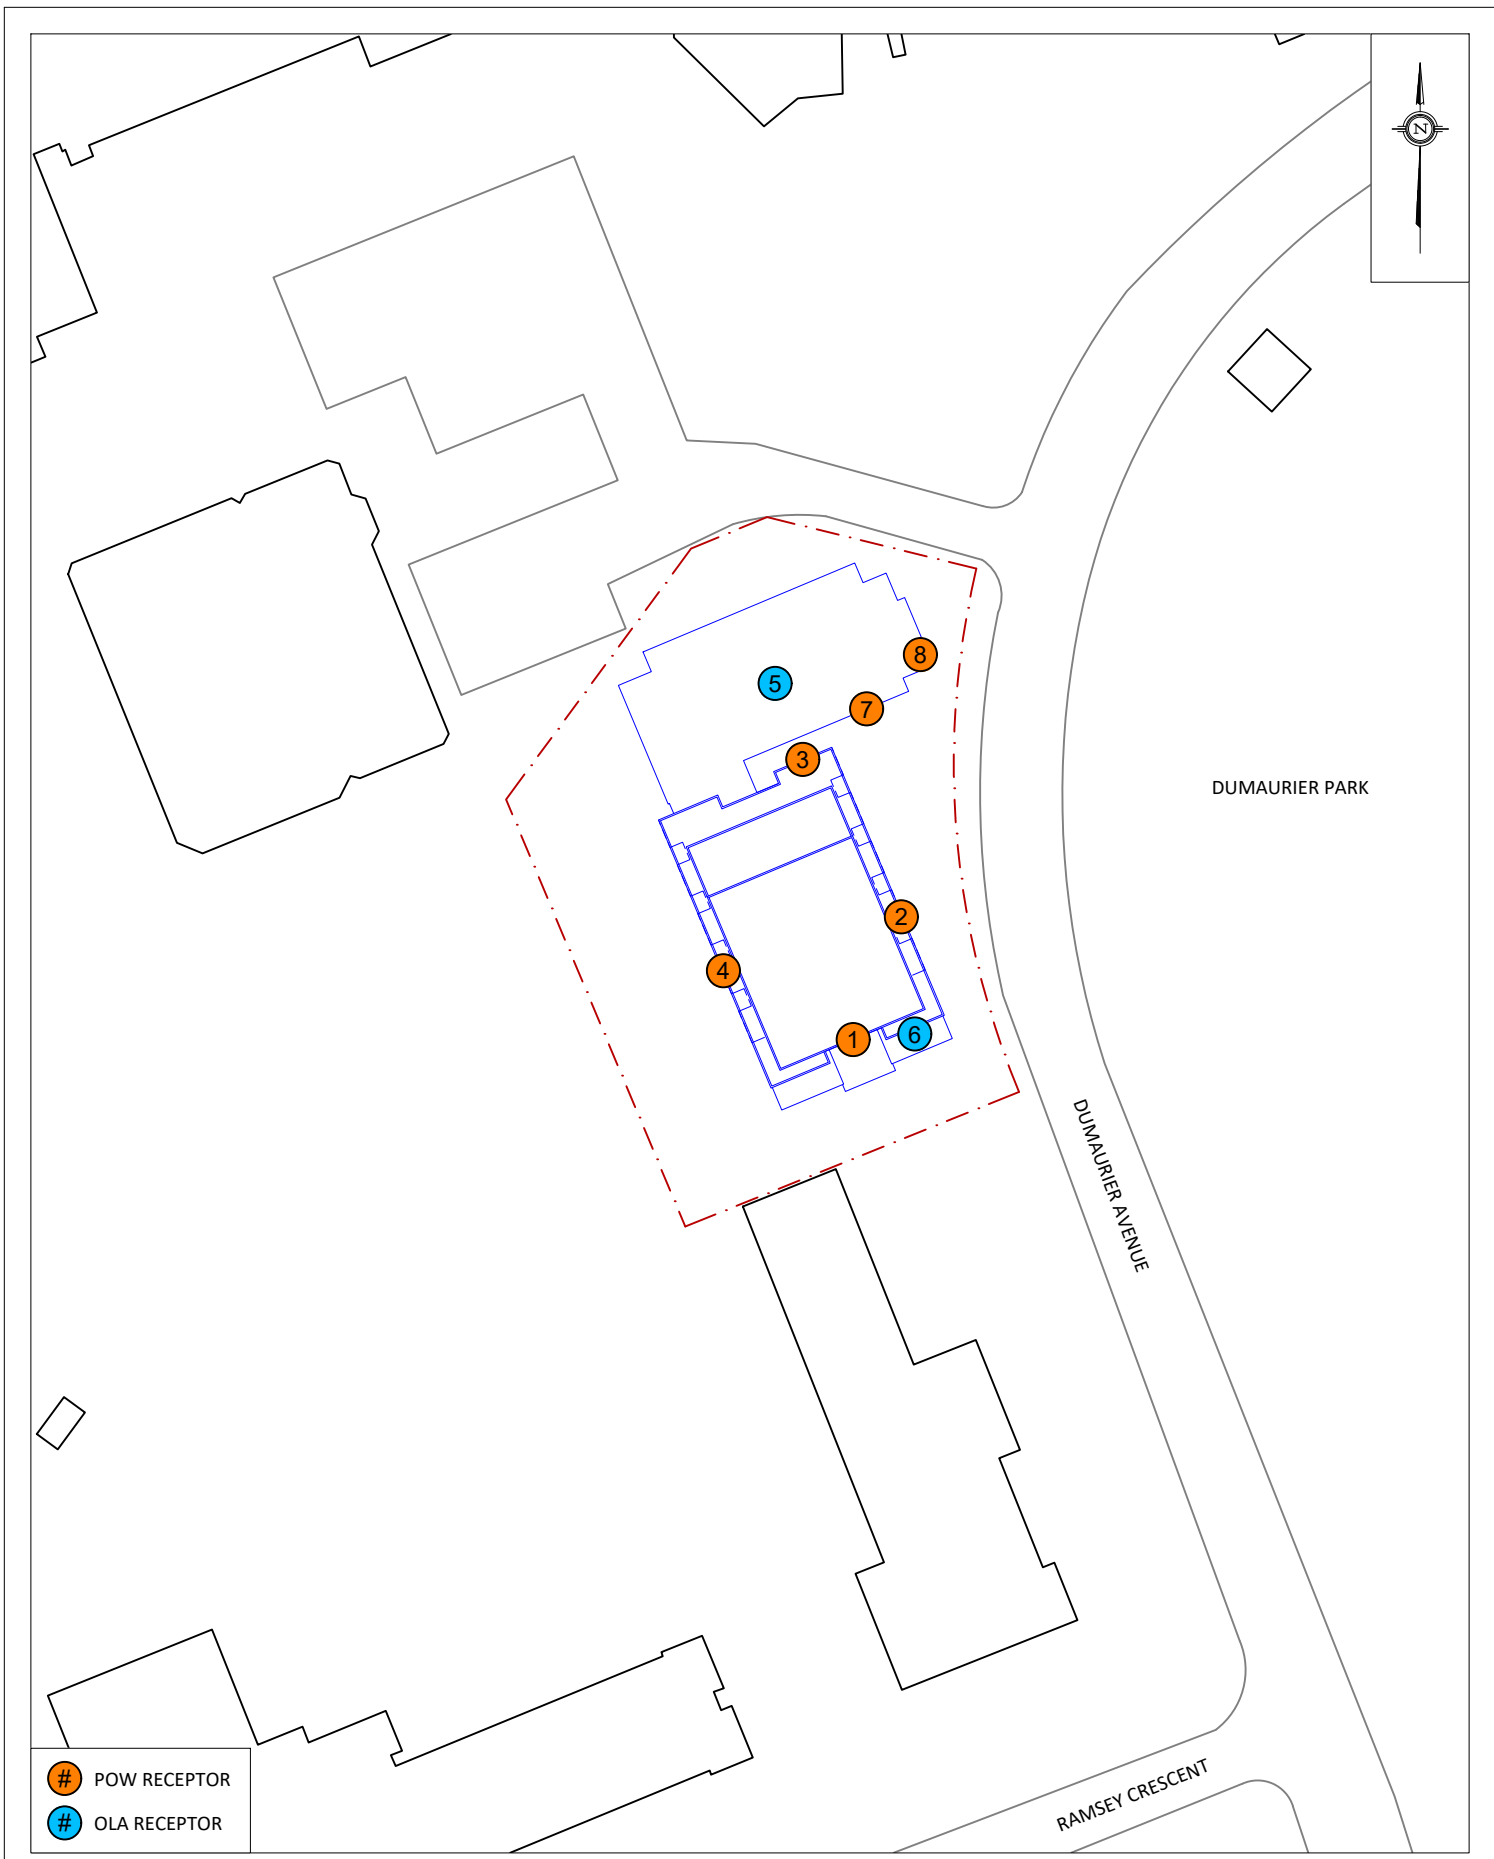 N
8
5
7
3
DUMAURIER PARK
2
4
6
1
DUMAURIER AVENUE
RAMSEY CRESCENT
# POW RECEPTOR
# OLA RECEPTOR